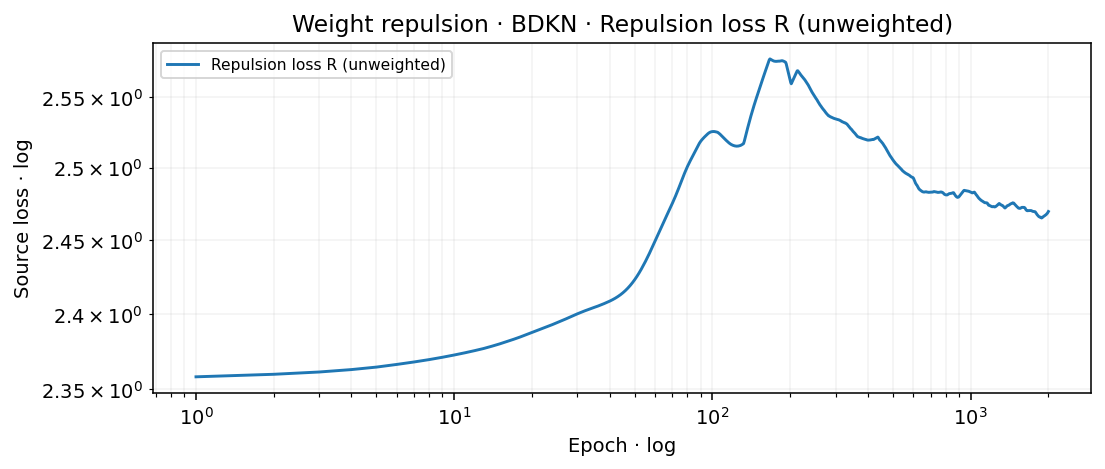 Weight repulsion · BDKN · Repulsion loss R (unweighted)
Repulsion loss R (unweighted)
Source loss · log
2.55 × 10⁰
2.5 × 10⁰
2.45 × 10⁰
2.4 × 10⁰
2.35 × 10⁰
10⁰ 10¹ 10² 10³
Epoch · log